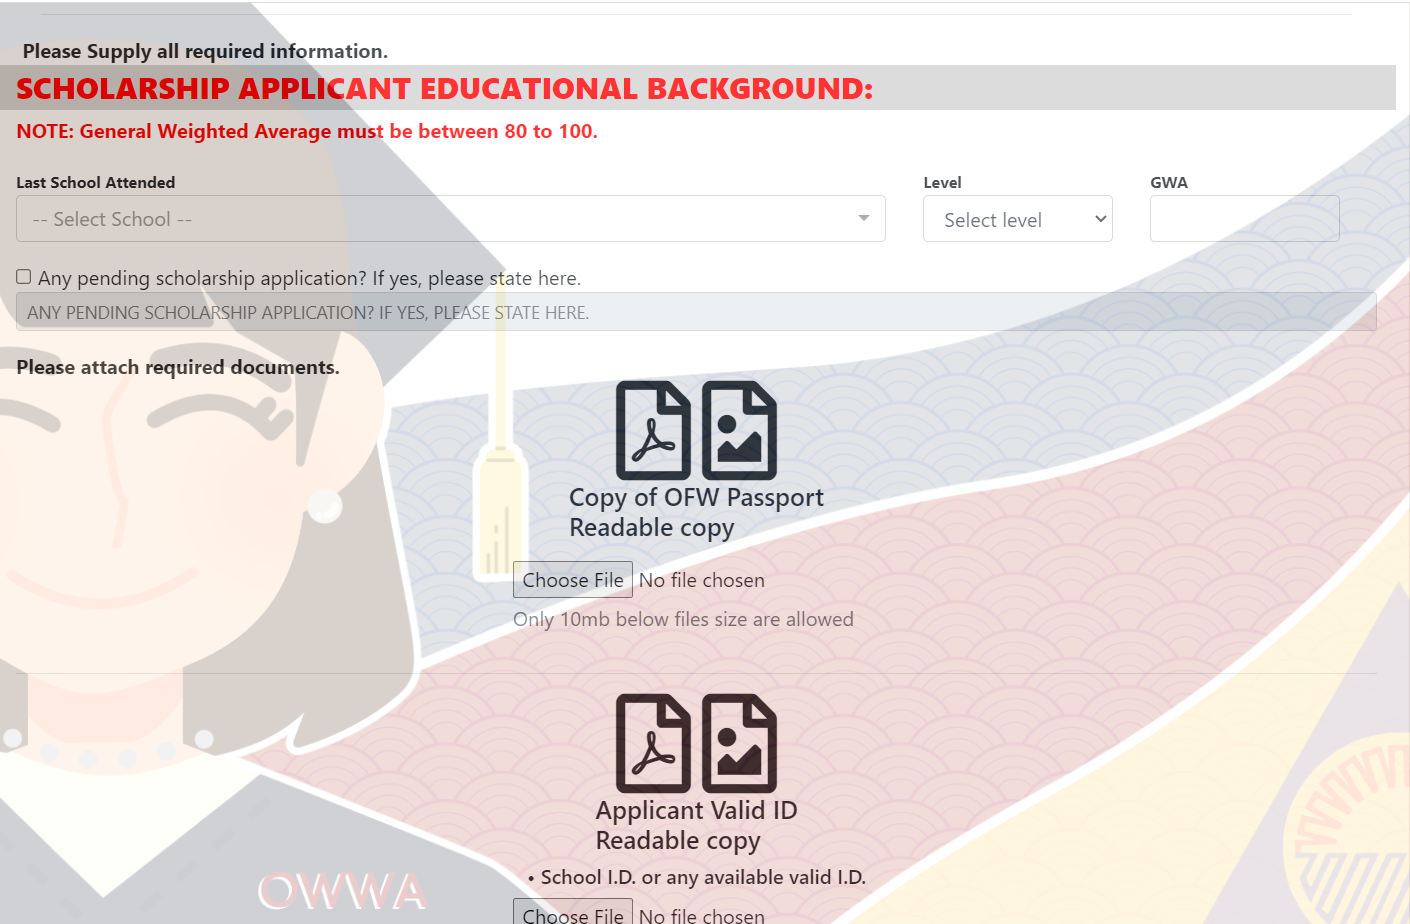 Please Supply all required information.
SCHOLARSHIP APPLICANT EDUCATIONAL BACKGROUND:
NOTE: General Weighted Average must be between 80 to 100.
Last School Attended
Level
GWA
-- Select School --
Select level
Any pending scholarship application? If yes, please state here.
ANY PENDING SCHOLARSHIP APPLICATION? IF YES, PLEASE STATE HERE.
Please attach required documents.
Copy of OFW Passport
Readable copy
Choose File No file chosen
Only 10mb below files size are allowed
Applicant Valid ID
Readable copy
• School I.D. or any available valid I.D.
OWWA
Choose File No file chosen